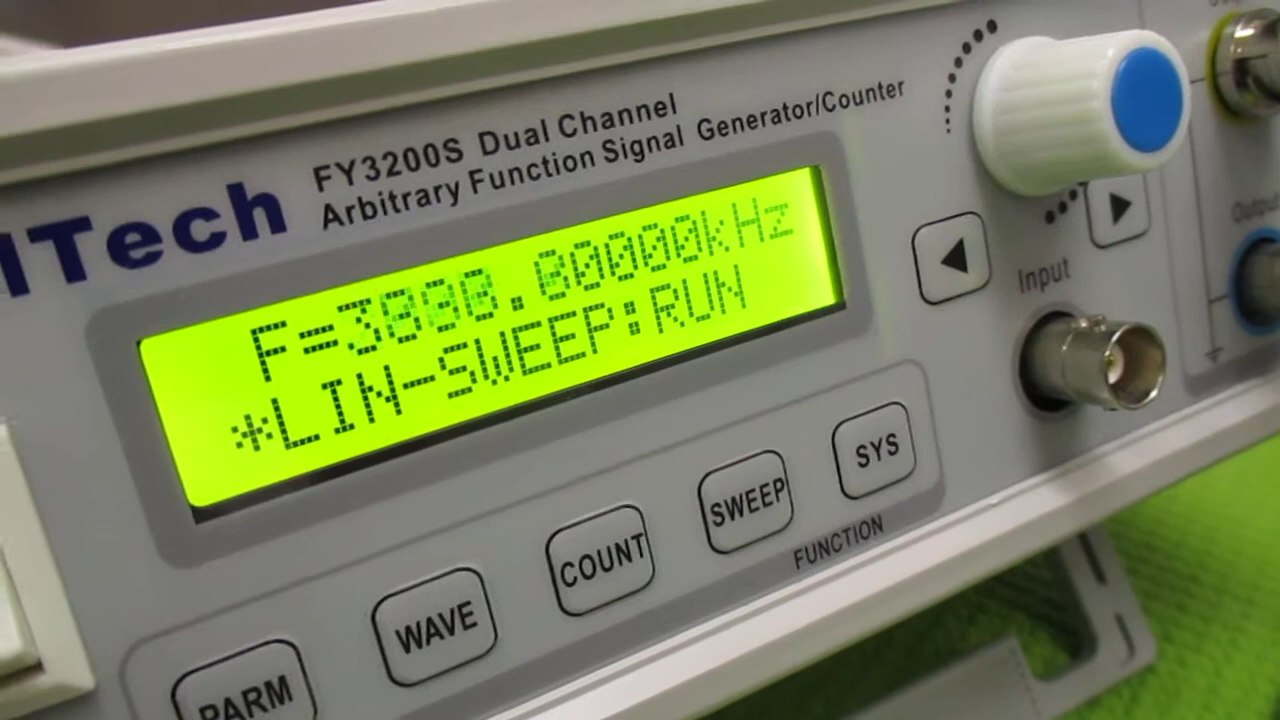 FY3200S Dual Channel
Arbitrary Function Signal Generator/Counter
ITech
F=3000.00000kHz
*LIN-SWEEP:RUN
Input
Output
SYS
SWEEP
COUNT
WAVE
PARM
FUNCTION